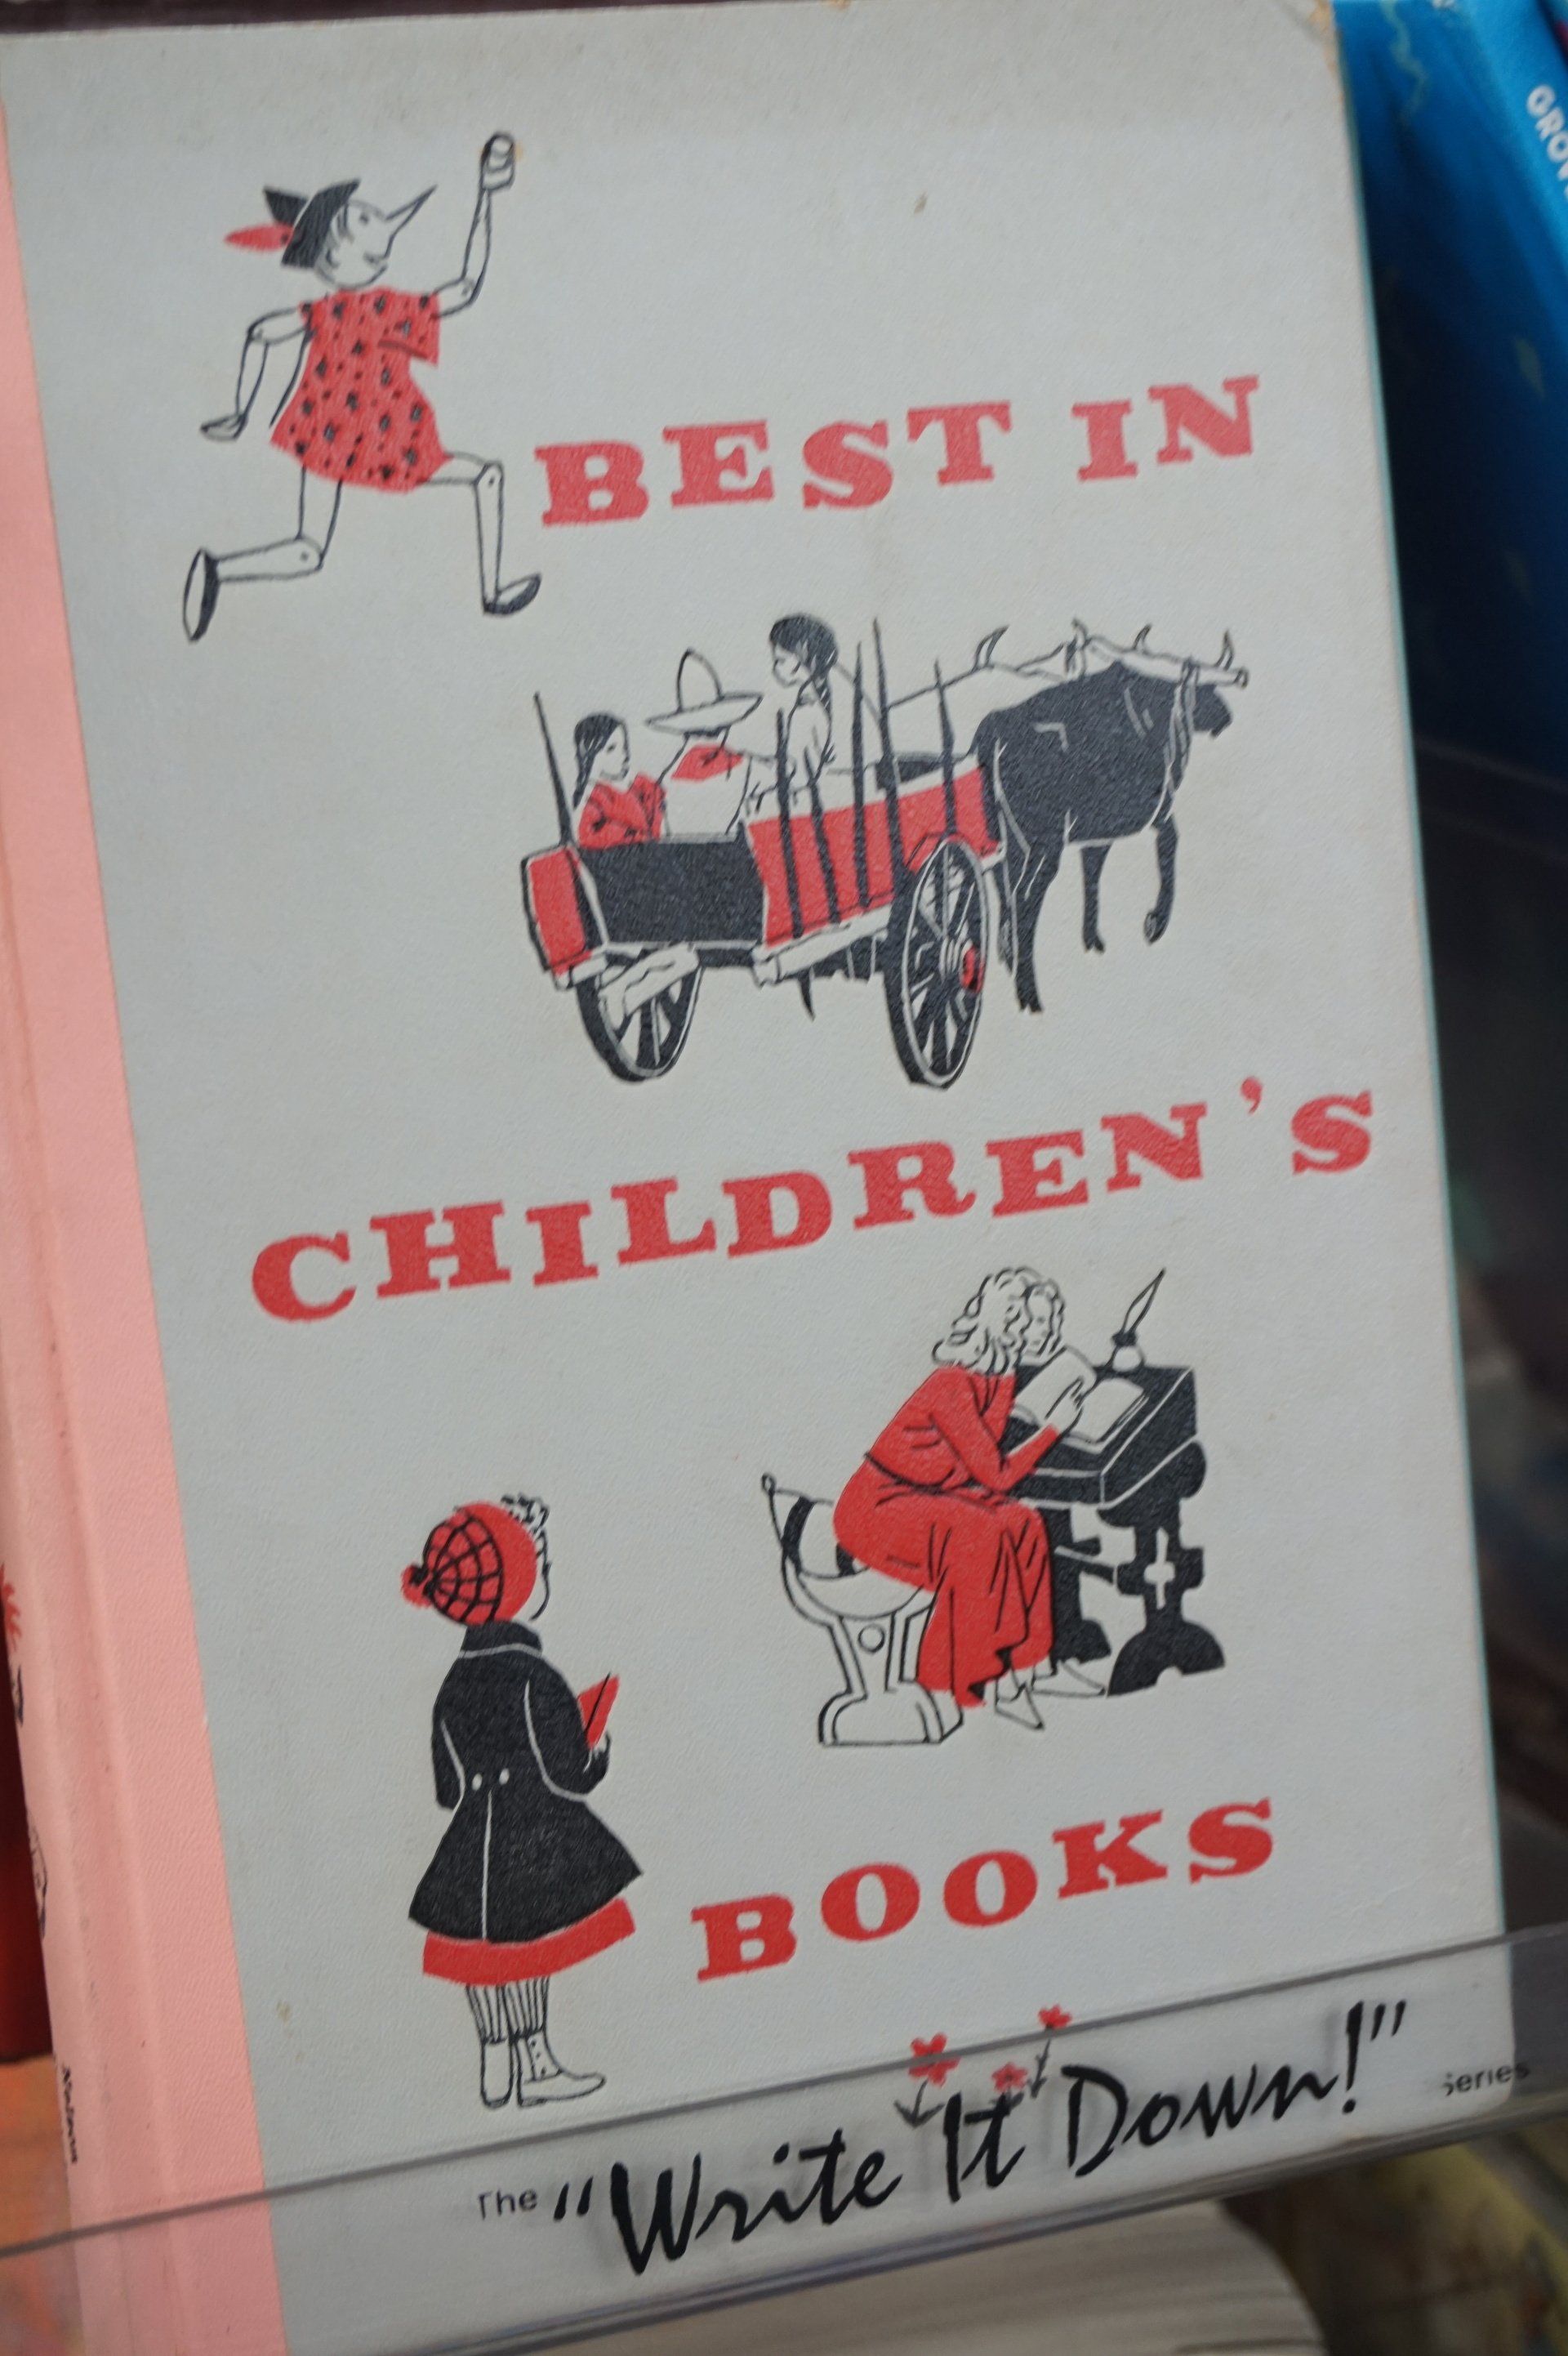 BEST IN
CHILDREN'S
BOOKS
The "Write It Down!" Series